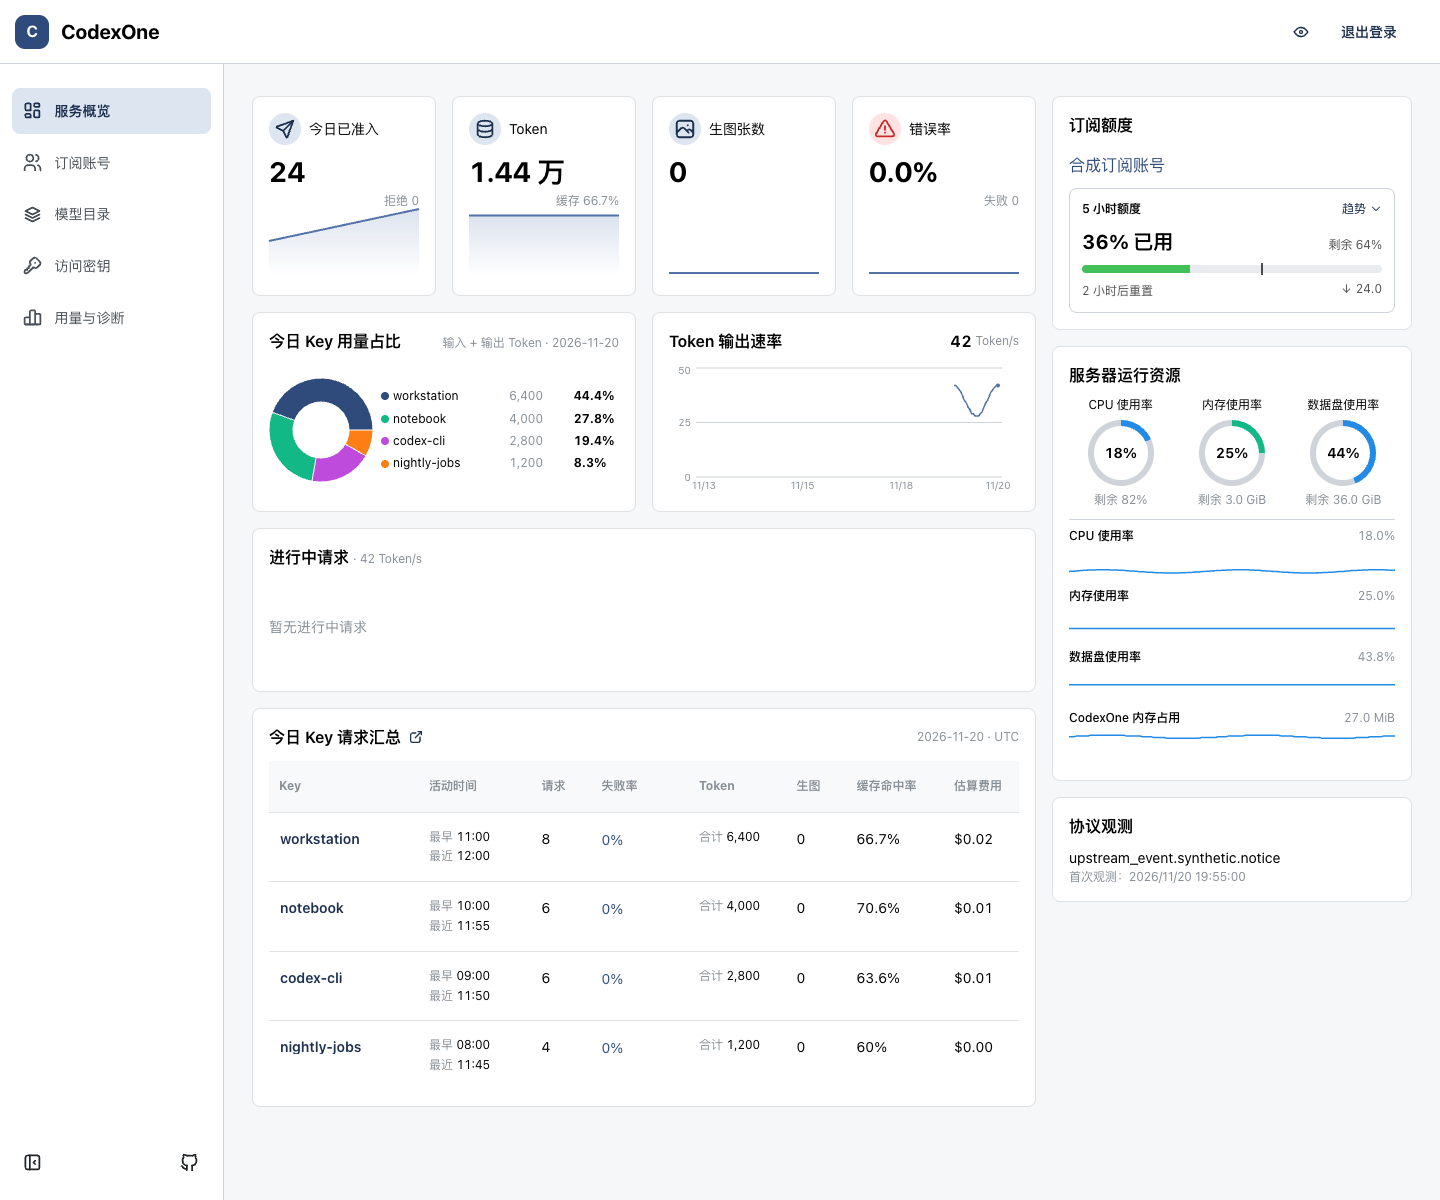 C
CodexOne
退出登录
服务概览
订阅账号
模型目录
访问密钥
用量与诊断
今日已准入
24
拒绝 0
Token
1.44 万
缓存 66.7%
生图张数
0
错误率
0.0%
失败 0
今日 Key 用量占比
输入 + 输出 Token · 2026-11-20
workstation 6,400 44.4%
notebook 4,000 27.8%
codex-cli 2,800 19.4%
nightly-jobs 1,200 8.3%
Token 输出速率
42 Token/s
50
25
0
11/13 11/15 11/18 11/20
进行中请求 · 42 Token/s
暂无进行中请求
今日 Key 请求汇总
2026-11-20 · UTC
Key 活动时间 请求 失败率 Token 生图 缓存命中率 估算费用
workstation 最早 11:00 8 0% 合计 6,400 0 66.7% $0.02
最近 12:00
notebook 最早 10:00 6 0% 合计 4,000 0 70.6% $0.01
最近 11:55
codex-cli 最早 09:00 6 0% 合计 2,800 0 63.6% $0.01
最近 11:50
nightly-jobs 最早 08:00 4 0% 合计 1,200 0 60% $0.00
最近 11:45
订阅额度
合成订阅账号
5 小时额度 趋势
36% 已用 剩余 64%
2 小时后重置 ↓ 24.0
服务器运行资源
CPU 使用率 内存使用率 数据盘使用率
18% 25% 44%
剩余 82% 剩余 3.0 GiB 剩余 36.0 GiB
CPU 使用率 18.0%
内存使用率 25.0%
数据盘使用率 43.8%
CodexOne 内存占用 27.0 MiB
协议观测
upstream_event.synthetic.notice
首次观测：2026/11/20 19:55:00